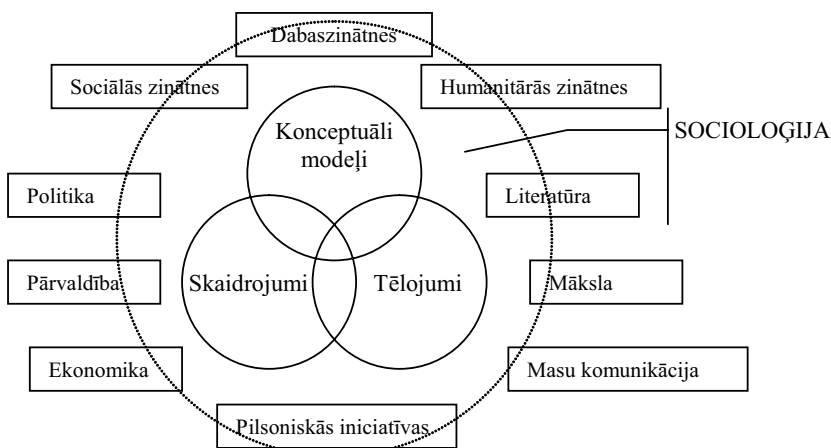 Dabaszinātnes
Sociālās zinātnes
Humanitārās zinātnes
Konceptuāli
modeļi
SOCIOLOĢIJA
Politika
Literatūra
Pārvaldība
Skaidrojumi
Tēlojumi
Māksla
Ekonomika
Masu komunikācija
Pilsoniskās iniciatīvas